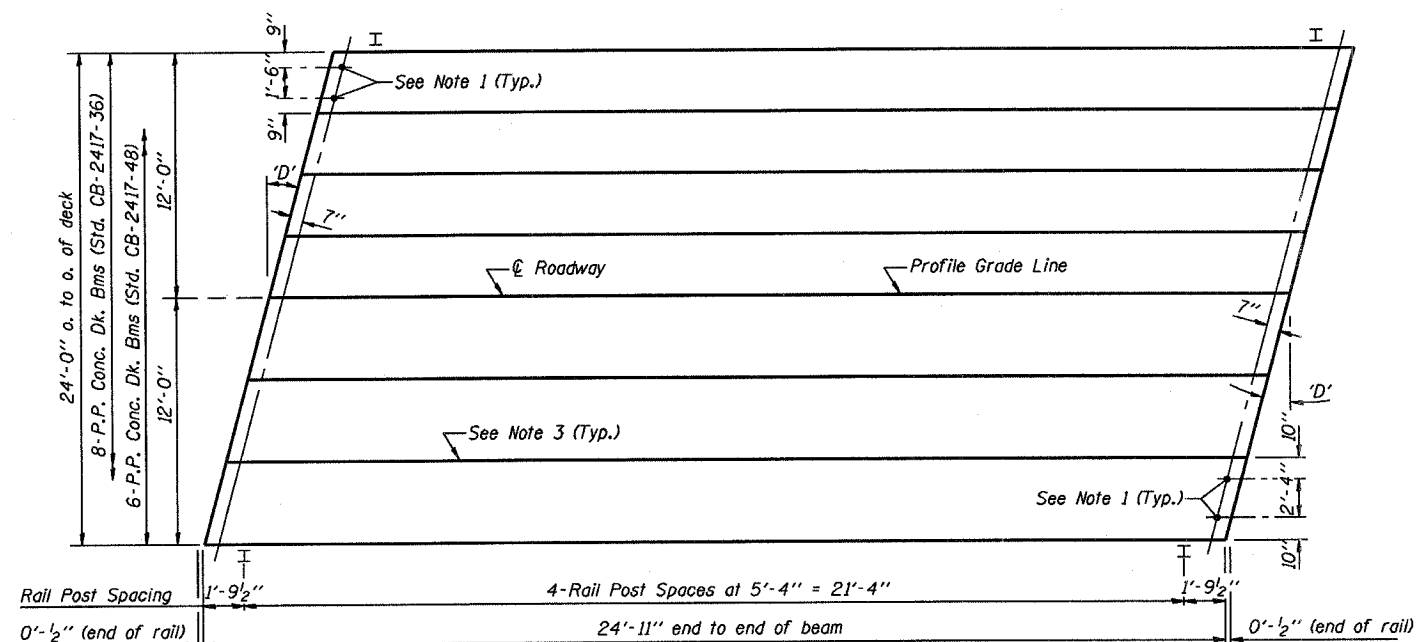 9"
1'-6"
9"
See Note 1 (Typ.)
24'-0" o. to o. of deck
8-P.P. Conc. Dk. Bms (Std. CB-2417-36)
6-P.P. Conc. Dk. Bms (Std. CB-2417-48)
12'-0"
12'-0"
'D'
7"
℄ Roadway
Profile Grade Line
7"
'D'
See Note 3 (Typ.)
See Note 1 (Typ.)
10"
2'-4"
10"
Rail Post Spacing
1'-9½"
4-Rail Post Spaces at 5'-4" = 21'-4"
1'-9½"
0'-½" (end of rail)
24'-11" end to end of beam
0'-½" (end of rail)